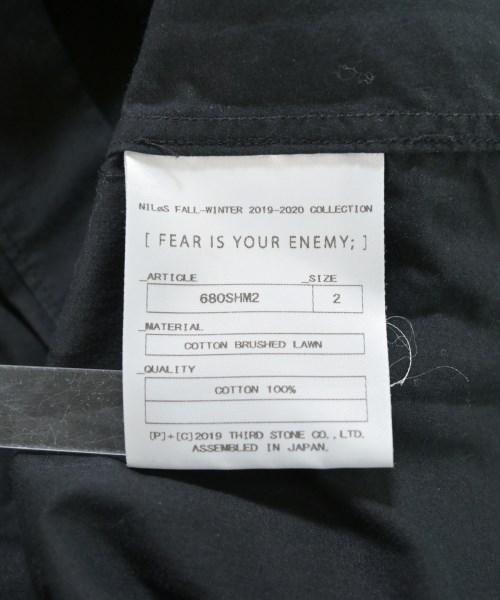 NILøS FALL-WINTER 2019-2020 COLLECTION
[ FEAR IS YOUR ENEMY; ]
_ARTICLE _SIZE
680SHM2 2
_MATERIAL
COTTON BRUSHED LAWN
_QUALITY
COTTON 100%
[P]+[C]2019 THIRD STONE CO.,LTD.
ASSEMBLED IN JAPAN.